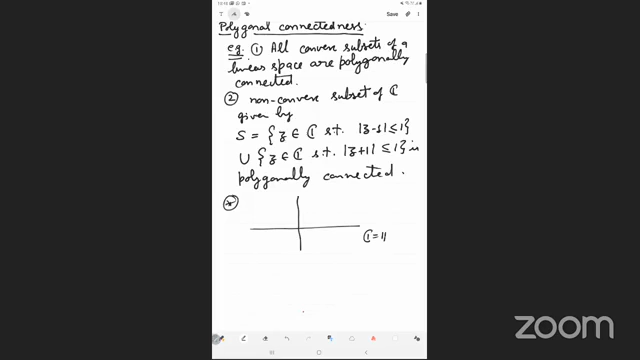 Polygonal connectedness:
Save
eg: ① All convex subsets of a
linear space are polygonally
connected.
② non-convex subset of ℂ
given by
S = {z ∈ ℂ s.t. |z-1| ≤ 1}
U {z ∈ ℂ s.t. |z+1| ≤ 1} is
polygonally connected.
ℂ = 11
zoom